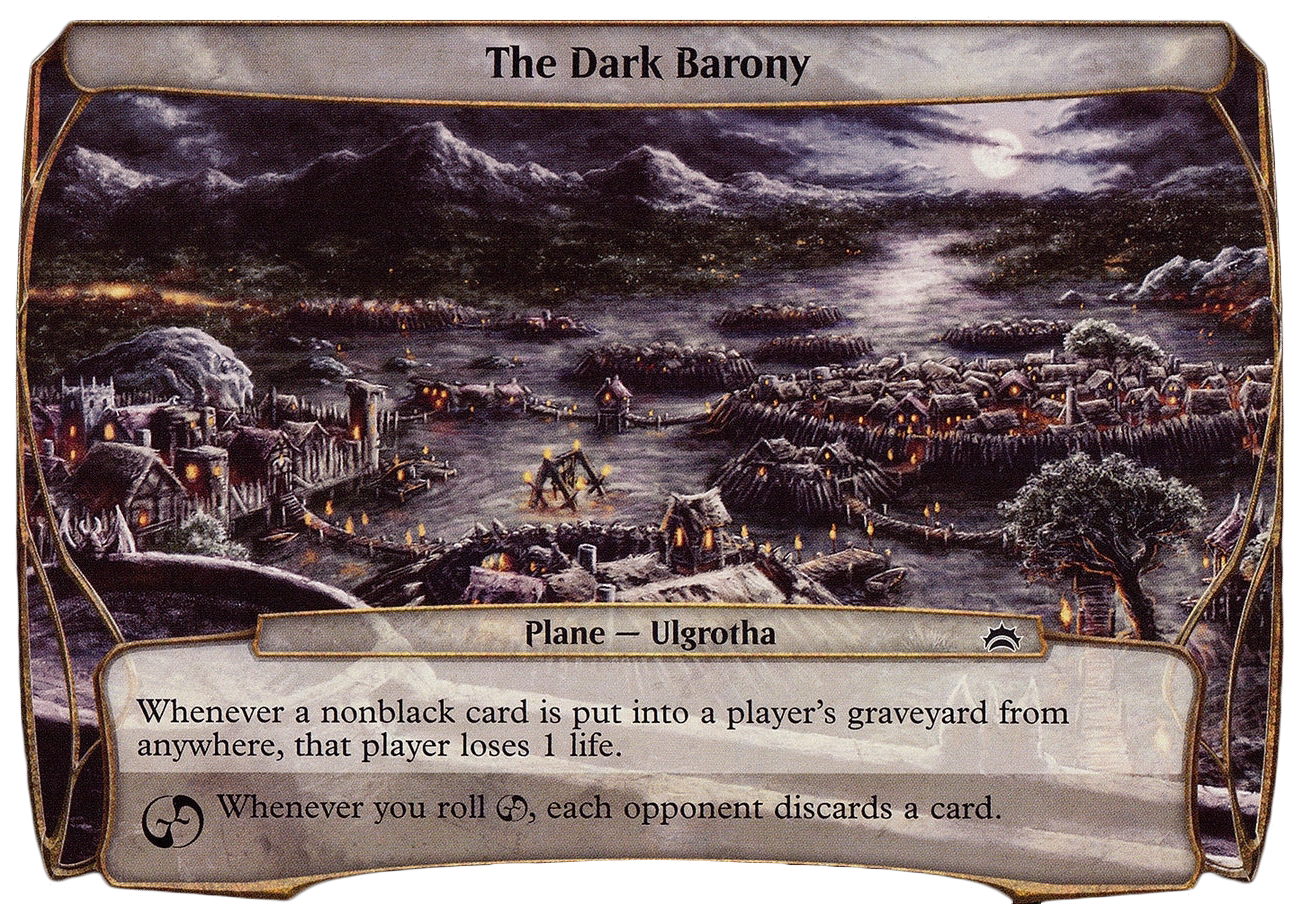 The Dark Barony
Plane — Ulgrotha
Whenever a nonblack card is put into a player's graveyard from
anywhere, that player loses 1 life.
Whenever you roll , each opponent discards a card.